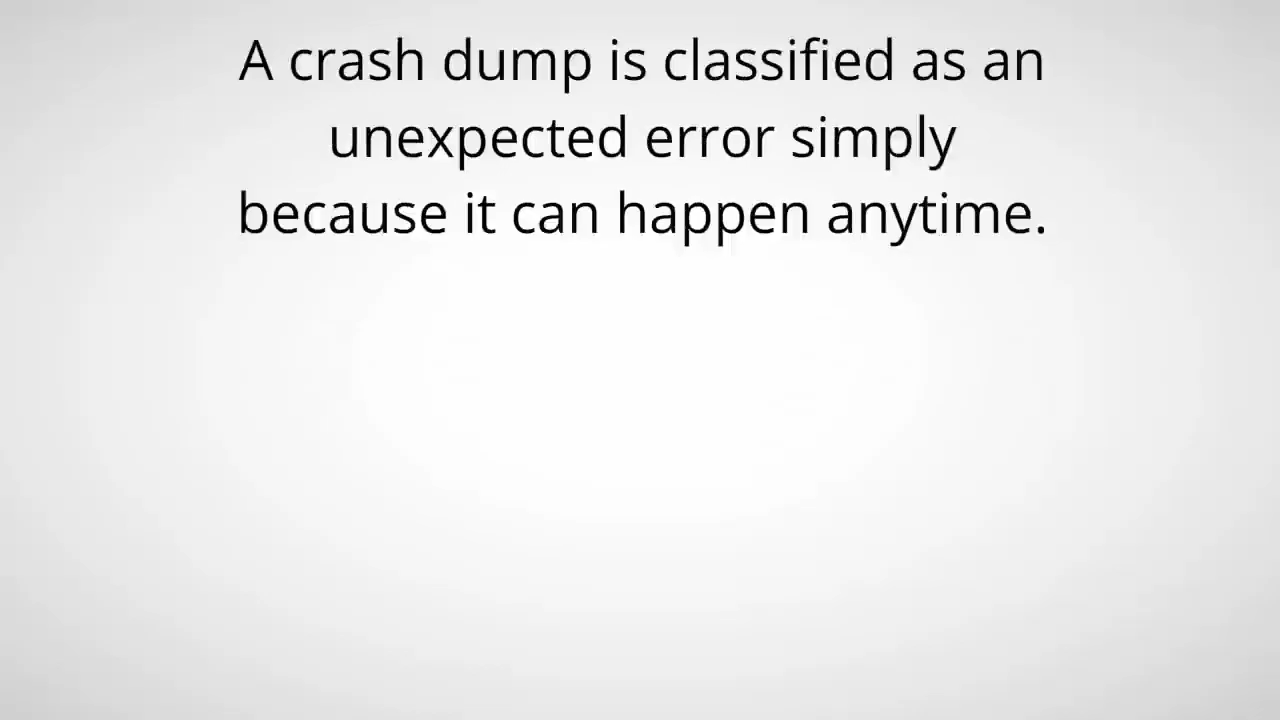 A crash dump is classified as an
unexpected error simply
because it can happen anytime.